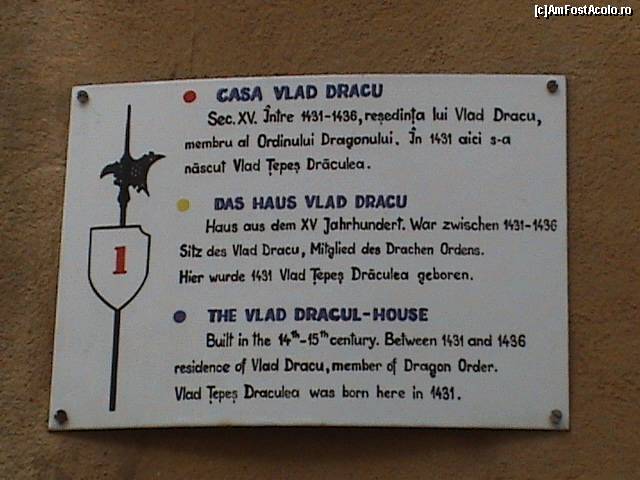 [c]AmFostAcolo.ro
CASA VLAD DRACU
Sec. XV. Între 1431-1436, reședința lui Vlad Dracu,
membru al Ordinului Dragonului. În 1431 aici s-a
născut Vlad Țepeș Drăculea.
DAS HAUS VLAD DRACU
Haus aus dem XV Jahrhundert. War zwischen 1431-1436
Sitz des Vlad Dracu, Mitglied des Drachen Ordens.
Hier wurde 1431 Vlad Țepeș Drăculea geboren.
1
THE VLAD DRACUL-HOUSE
Built in the 14th-15th century. Between 1431 and 1436
residence of Vlad Dracu, member of Dragon Order.
Vlad Țepeș Draculea was born here in 1431.